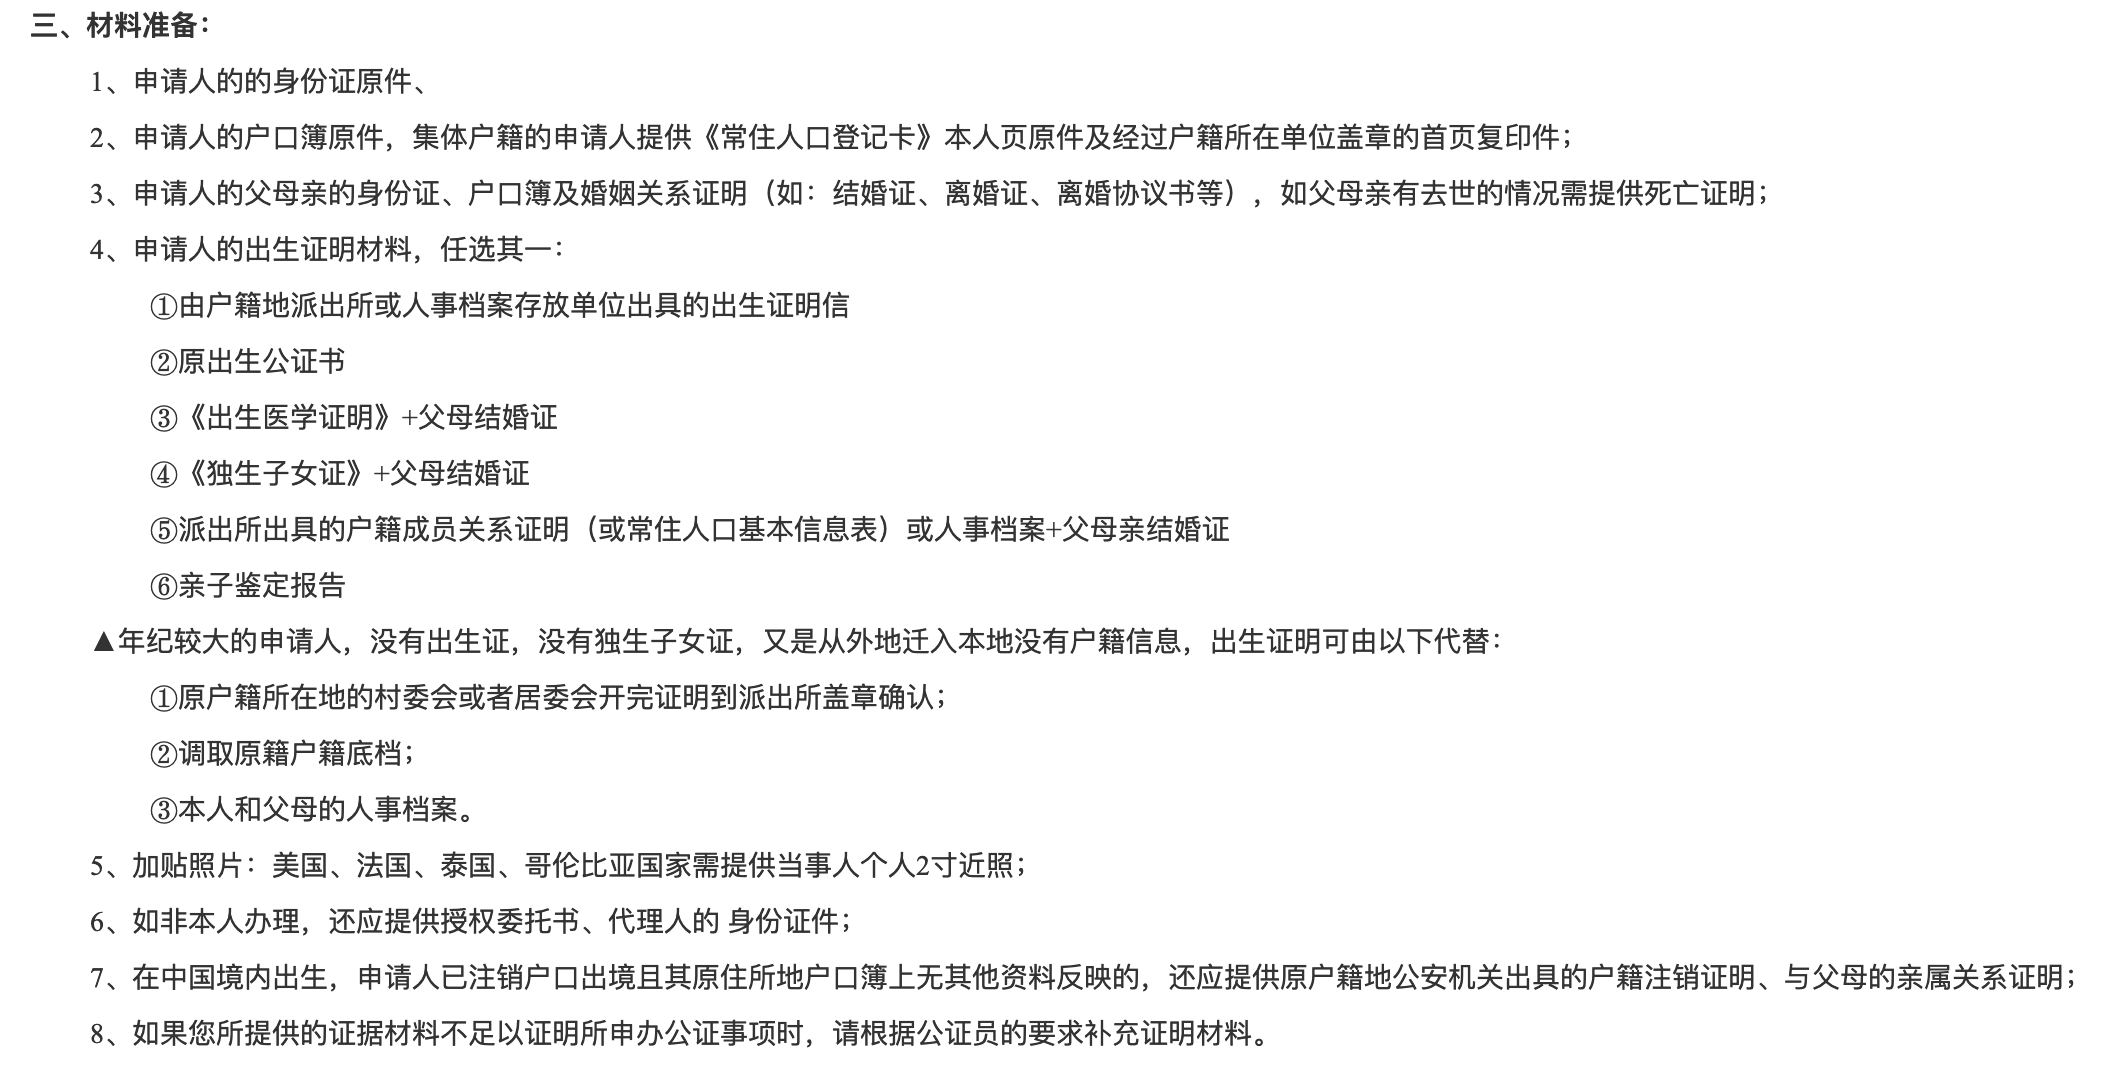 三、材料准备：
1、申请人的的身份证原件、
2、申请人的户口簿原件，集体户籍的申请人提供《常住人口登记卡》本人页原件及经过户籍所在单位盖章的首页复印件；
3、申请人的父母亲的身份证、户口簿及婚姻关系证明（如：结婚证、离婚证、离婚协议书等），如父母亲有去世的情况需提供死亡证明；
4、申请人的出生证明材料，任选其一：
①由户籍地派出所或人事档案存放单位出具的出生证明信
②原出生公证书
③《出生医学证明》+父母结婚证
④《独生子女证》+父母结婚证
⑤派出所出具的户籍成员关系证明（或常住人口基本信息表）或人事档案+父母亲结婚证
⑥亲子鉴定报告
▲年纪较大的申请人，没有出生证，没有独生子女证，又是从外地迁入本地没有户籍信息，出生证明可由以下代替：
①原户籍所在地的村委会或者居委会开完证明到派出所盖章确认；
②调取原籍户籍底档；
③本人和父母的人事档案。
5、加贴照片：美国、法国、泰国、哥伦比亚国家需提供当事人个人2寸近照；
6、如非本人办理，还应提供授权委托书、代理人的 身份证件；
7、在中国境内出生，申请人已注销户口出境且其原住所地户口簿上无其他资料反映的，还应提供原户籍地公安机关出具的户籍注销证明、与父母的亲属关系证明；
8、如果您所提供的证据材料不足以证明所申办公证事项时，请根据公证员的要求补充证明材料。